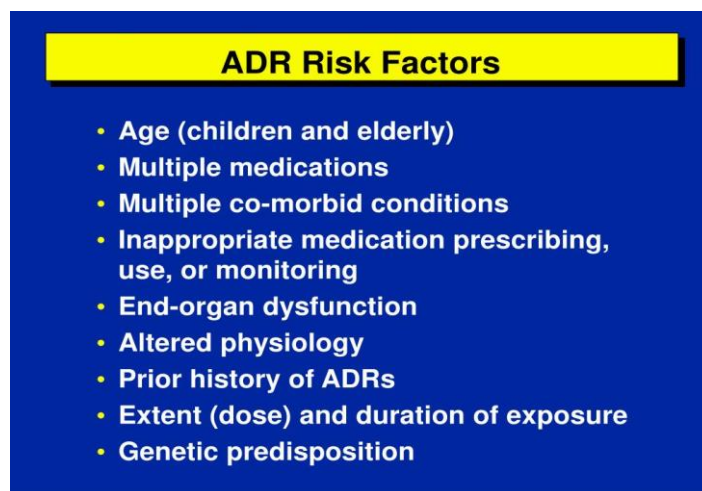 ADR Risk Factors
• Age (children and elderly)
• Multiple medications
• Multiple co-morbid conditions
• Inappropriate medication prescribing,
use, or monitoring
• End-organ dysfunction
• Altered physiology
• Prior history of ADRs
• Extent (dose) and duration of exposure
• Genetic predisposition